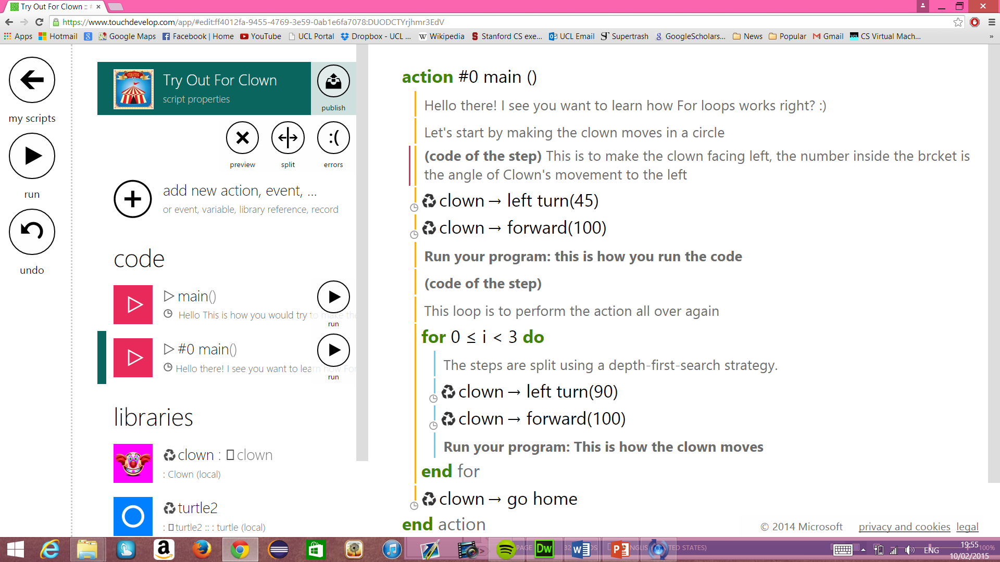 Try Out For Clown :: #
https://www.touchdevelop.com/app/#edit:ff4012fa-9455-4769-3e59-0ab1e6fa7078:DUODCTYrjhmr3EdV
Apps Hotmail Google Maps Facebook | Home YouTube UCL Portal Dropbox - UCL ... Wikipedia Stanford CS exe... UCL Email Supertrash GoogleScholars... News Popular Gmail CS Virtual Mach... »
my scripts
run
undo
CIRCUS
Try Out For Clown
script properties
publish
preview split errors
add new action, event, ...
or event, variable, library reference, record
code
main()
Hello This is how you would try to make the
run
#0 main()
Hello there! I see you want to learn how For
run
libraries
clown : clown
: Clown (local)
turtle2
: turtle2 :: : turtle (local)
action #0 main ()
Hello there! I see you want to learn how For loops works right? :)
Let's start by making the clown moves in a circle
(code of the step) This is to make the clown facing left, the number inside the brcket is
the angle of Clown's movement to the left
clown → left turn(45)
clown → forward(100)
Run your program: this is how you run the code
(code of the step)
This loop is to perform the action all over again
for 0 ≤ i < 3 do
The steps are split using a depth-first-search strategy.
clown → left turn(90)
clown → forward(100)
Run your program: This is how the clown moves
end for
clown → go home
end action
© 2014 Microsoft privacy and cookies legal
ENG
19:55
10/02/2015
100%